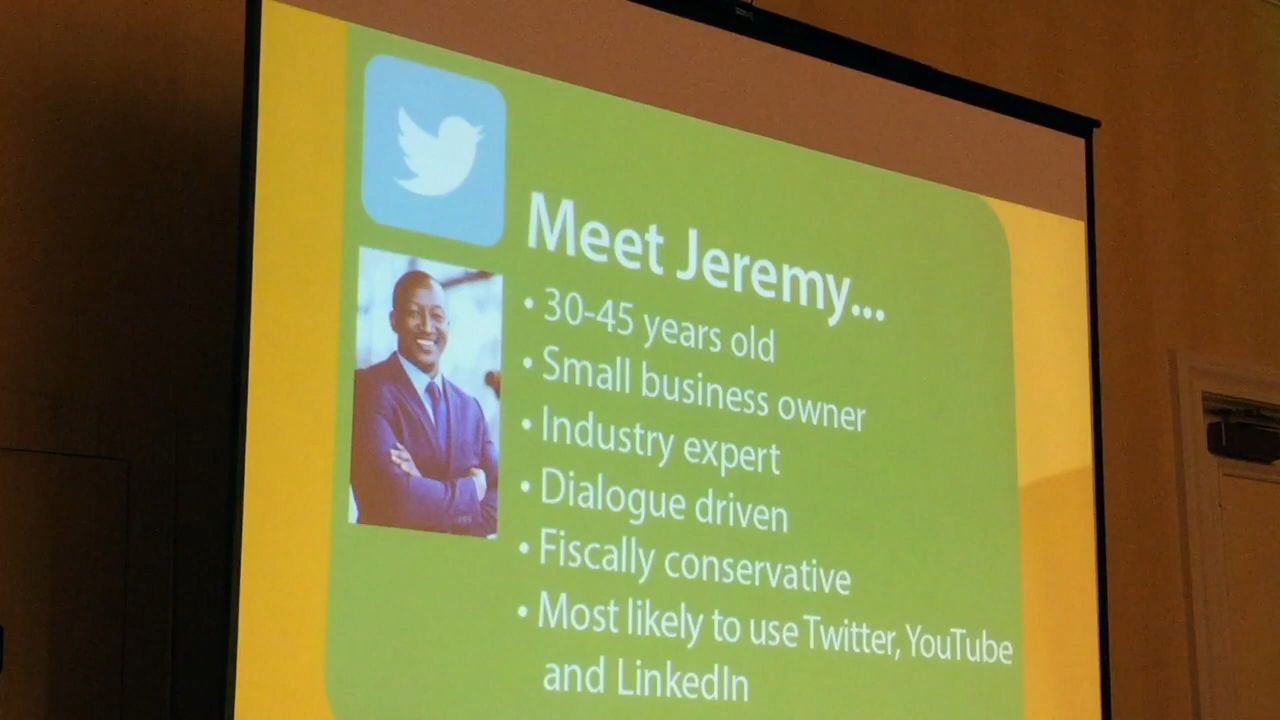 Meet Jeremy...
• 30-45 years old
• Small business owner
• Industry expert
• Dialogue driven
• Fiscally conservative
• Most likely to use Twitter, YouTube
and LinkedIn